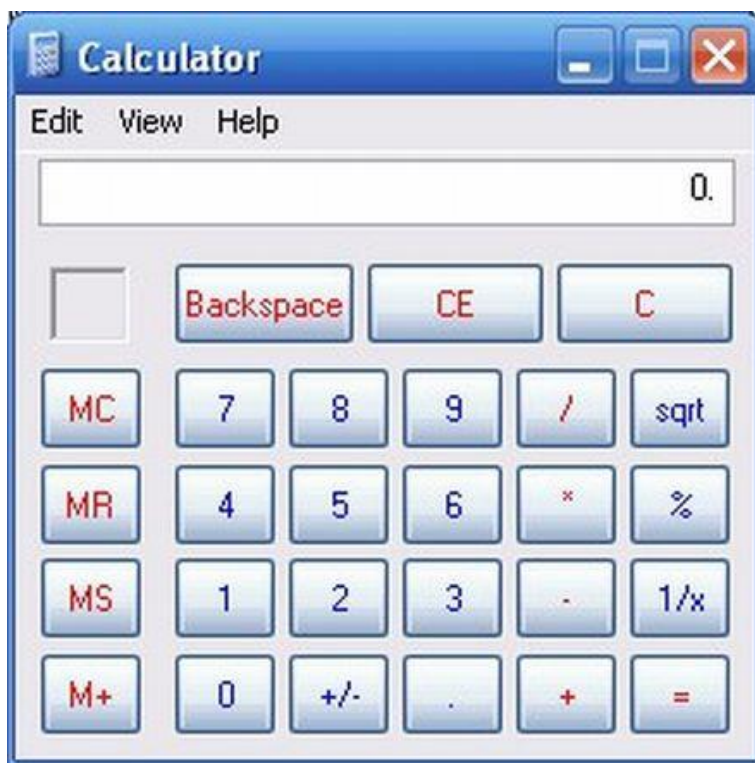 Calculator
Edit View Help
0.
Backspace CE C
MC 7 8 9 / sqrt
MR 4 5 6 * %
MS 1 2 3 - 1/x
M+ 0 +/- . + =